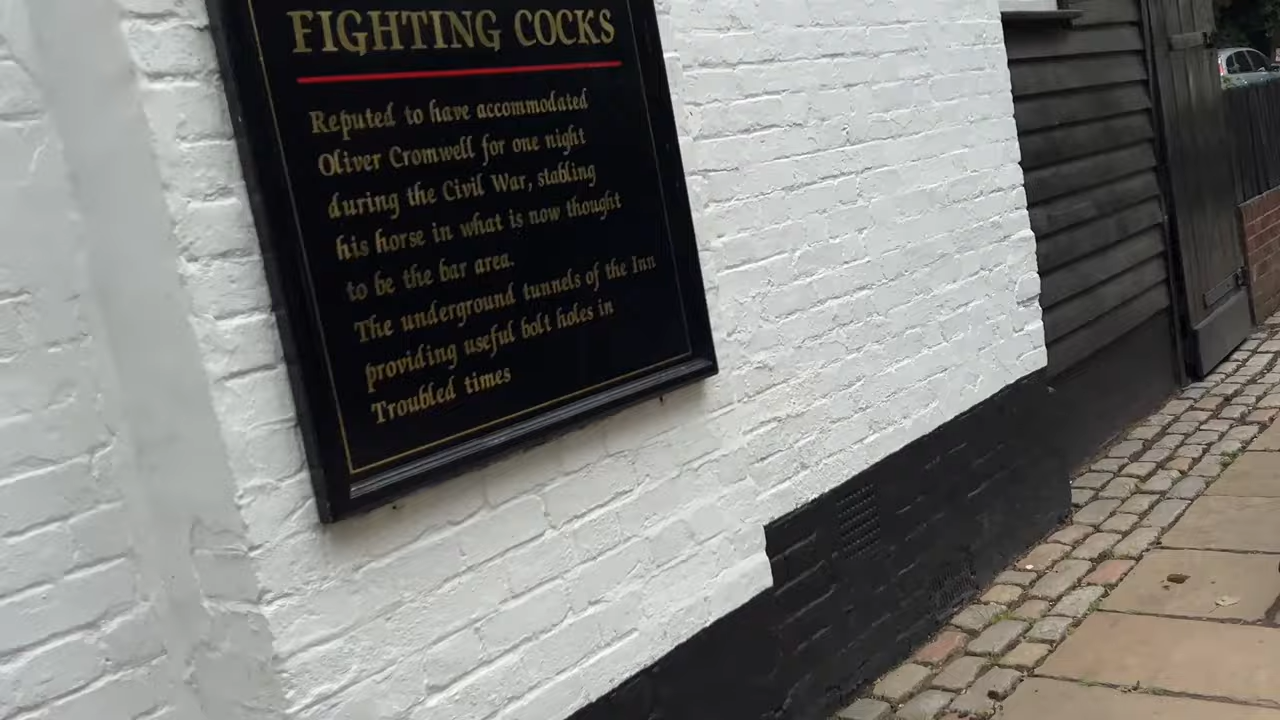 FIGHTING COCKS
Reputed to have accommodated
Oliver Cromwell for one night
during the Civil War, stabling
his horse in what is now thought
to be the bar area.
The underground tunnels of the Inn
providing useful bolt holes in
Troubled times